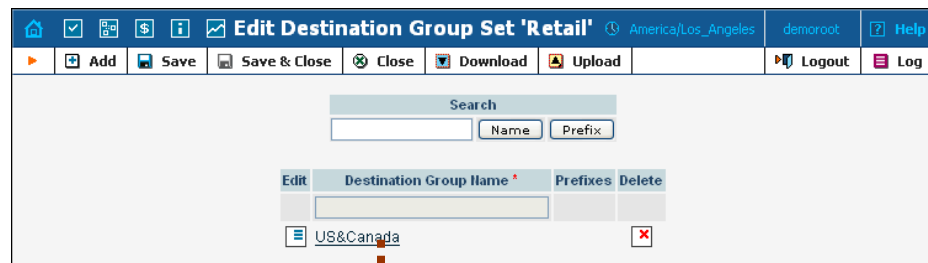 Edit Destination Group Set 'Retail' America/Los_Angeles demoroot ? Help
Add Save Save & Close Close Download Upload Logout Log
Search
Name Prefix
Edit Destination Group Name * Prefixes Delete
US&Canada